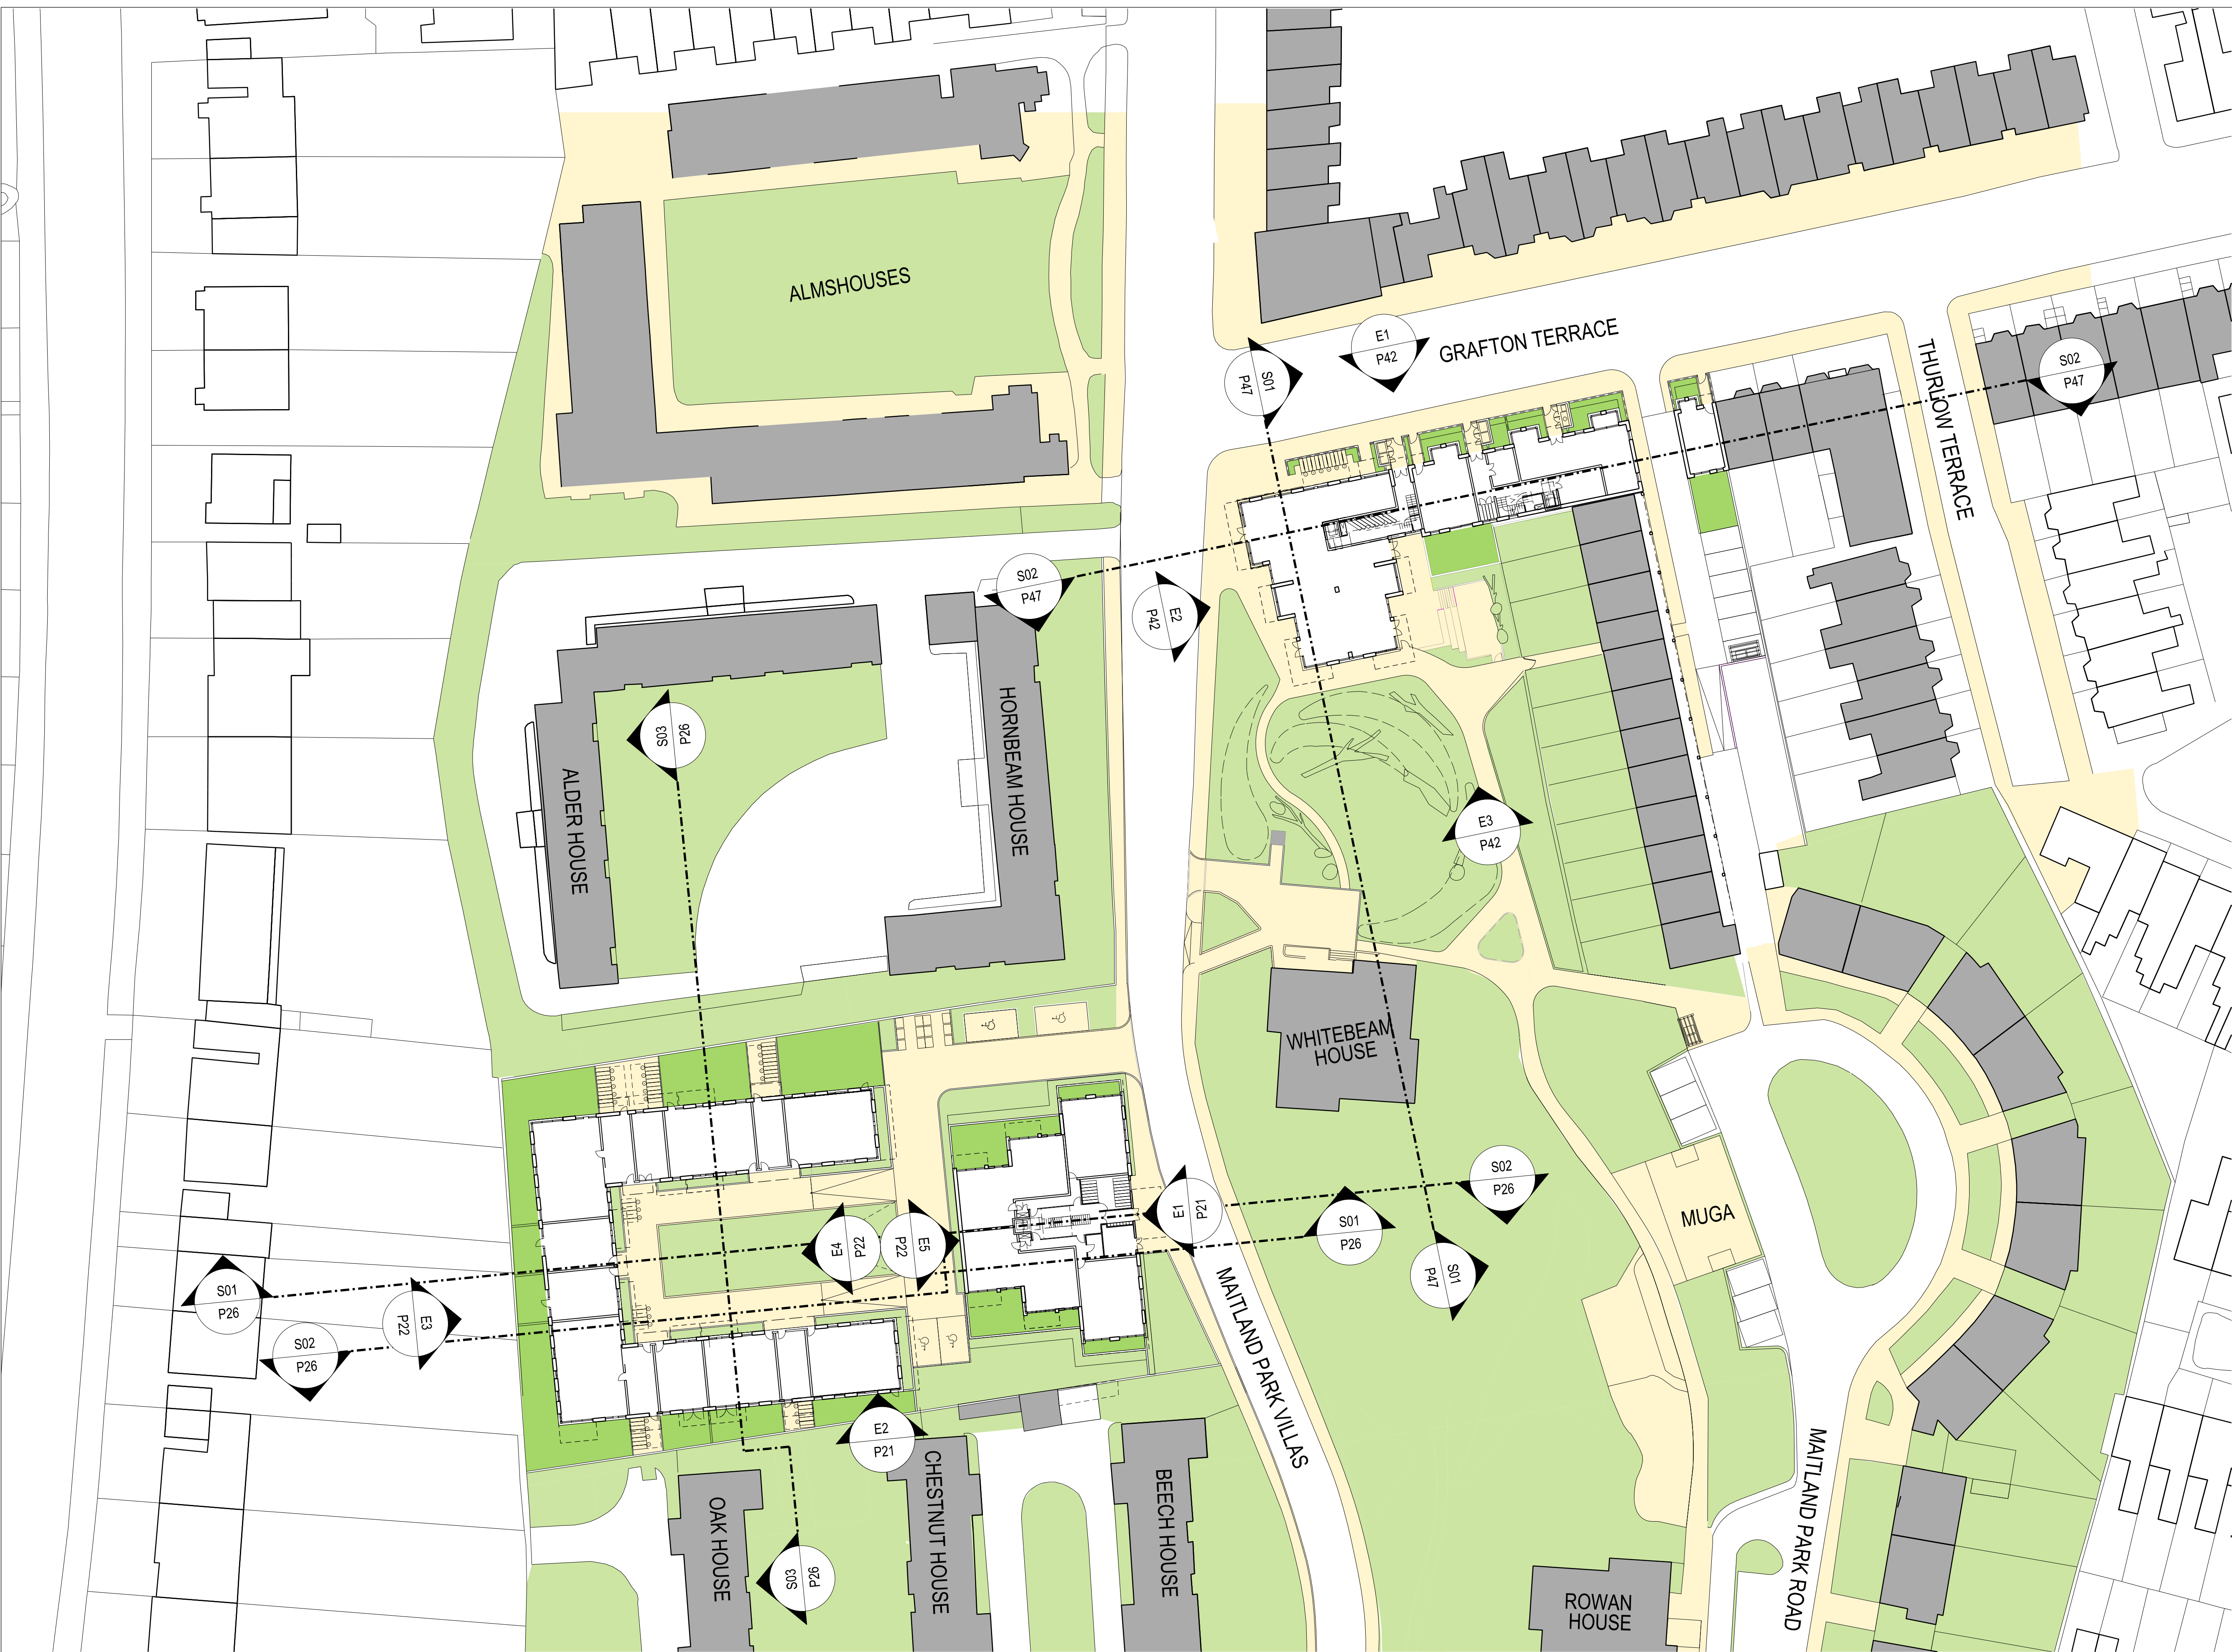 ALMSHOUSES
E1
P42
GRAFTON TERRACE
S01
P47
THURLOW TERRACE
S02
P47
S02
P47
E2
P42
HORNBEAM HOUSE
S03
P26
ALDER HOUSE
E3
P42
WHITEBEAM
HOUSE
S02
P26
E1
P21
S01
P26
MUGA
E4
P22
E5
P22
S01
P47
S01
P26
E3
P22
S02
P26
MAITLAND PARK VILLAS
E2
P21
MAITLAND PARK ROAD
OAK HOUSE
CHESTNUT HOUSE
BEECH HOUSE
S03
P26
ROWAN
HOUSE